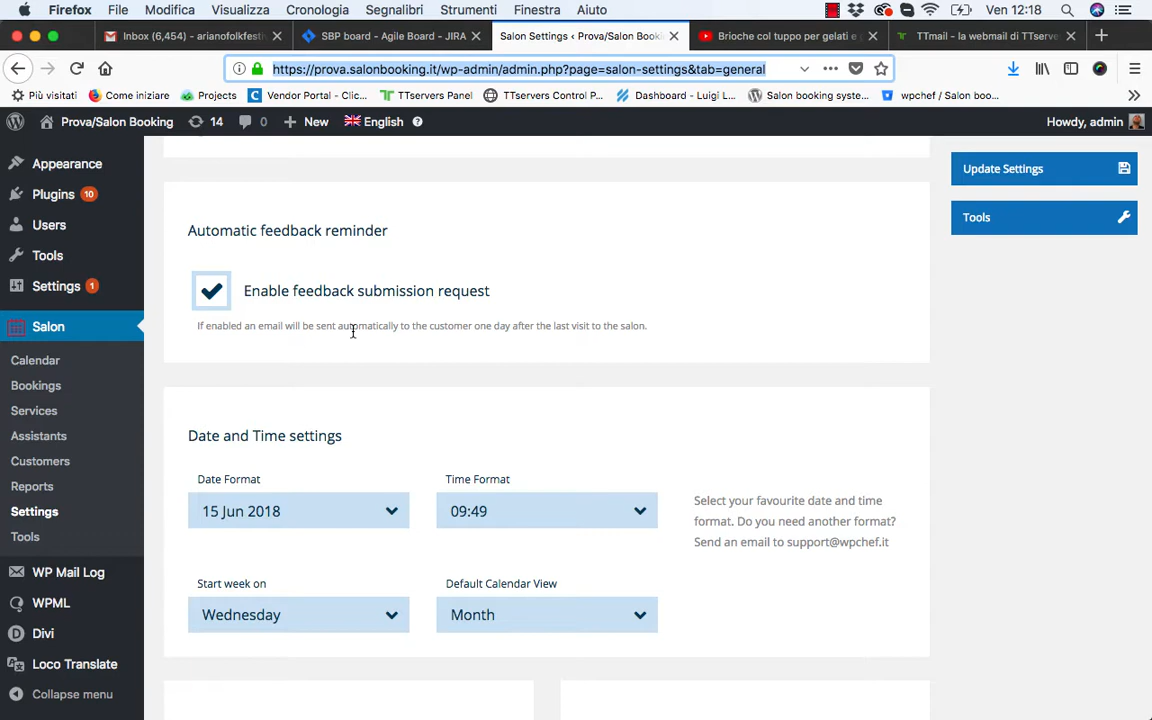 Firefox File Modifica Visualizza Cronologia Segnalibri Strumenti Finestra Aiuto Ven 12:18
Inbox (6,454) - arianofolkfesti SBP board - Agile Board - JIRA Salon Settings ‹ Prova/Salon Booki Brioche col tuppo per gelati e TTmail - la webmail di TTserve
https://prova.salonbooking.it/wp-admin/admin.php?page=salon-settings&tab=general
Più visitati Come iniziare Projects Vendor Portal - Clic... TTservers Panel TTservers Control P... Dashboard - Luigi L... Salon booking syste... wpchef / Salon boo...
Prova/Salon Booking 14 0 New English Howdy, admin
Appearance
Plugins 10
Users
Tools
Settings 1
Salon
Calendar
Bookings
Services
Assistants
Customers
Reports
Settings
Tools
WP Mail Log
WPML
Divi
Loco Translate
Collapse menu
Automatic feedback reminder
Enable feedback submission request
If enabled an email will be sent automatically to the customer one day after the last visit to the salon.
Date and Time settings
Date Format Time Format
15 Jun 2018 09:49
Select your favourite date and time
format. Do you need another format?
Send an email to support@wpchef.it
Start week on Default Calendar View
Wednesday Month
Update Settings
Tools